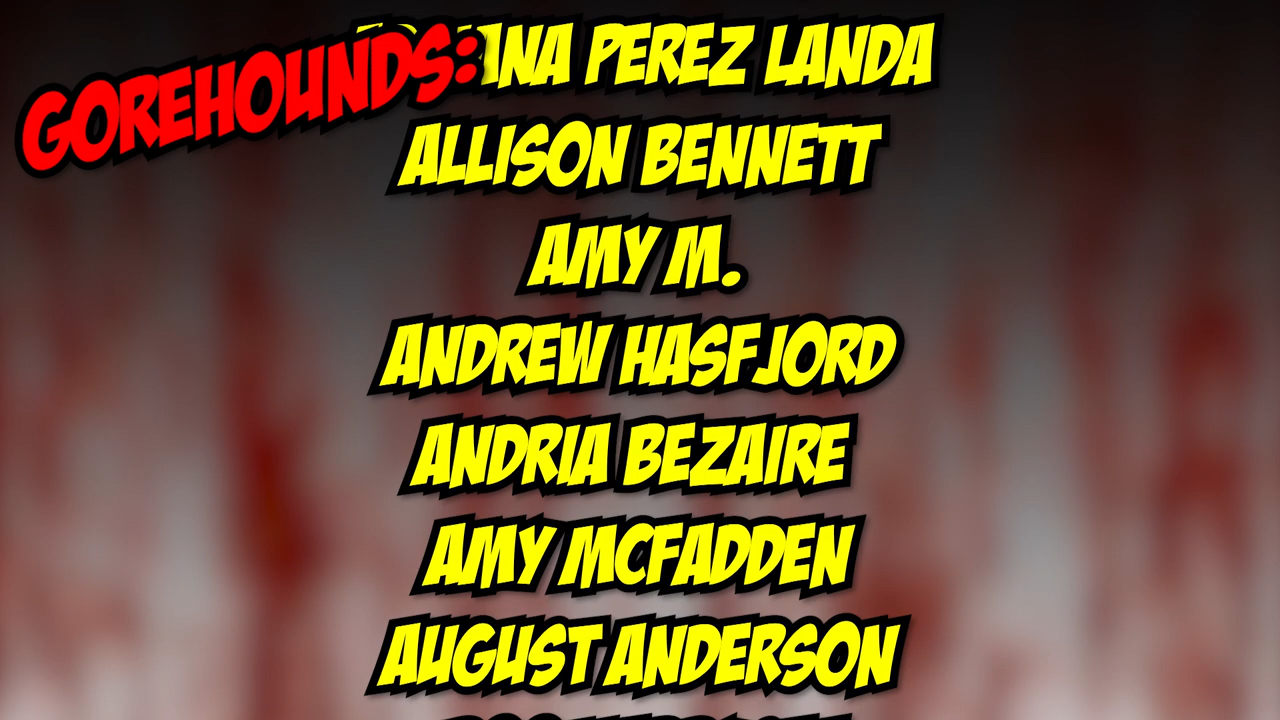 GOREHOUNDS:
PEREZ LANDA
ALLISON BENNETT
AMY M.
ANDREW HASFJORD
ANDRIA BEZAIRE
AMY MCFADDEN
AUGUST ANDERSON